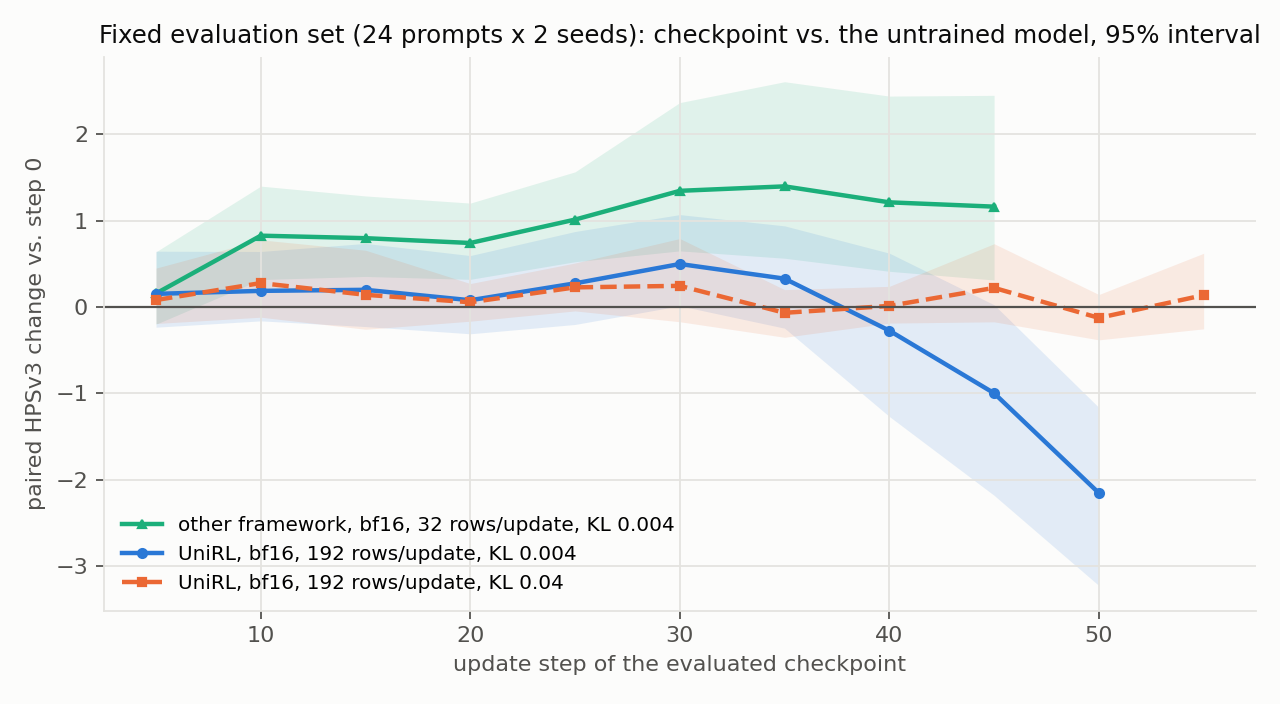 Fixed evaluation set (24 prompts x 2 seeds): checkpoint vs. the untrained model, 95% interval
paired HPSv3 change vs. step 0
2
1
0
−1
−2
−3
other framework, bf16, 32 rows/update, KL 0.004
UniRL, bf16, 192 rows/update, KL 0.004
UniRL, bf16, 192 rows/update, KL 0.04
10 20 30 40 50
update step of the evaluated checkpoint